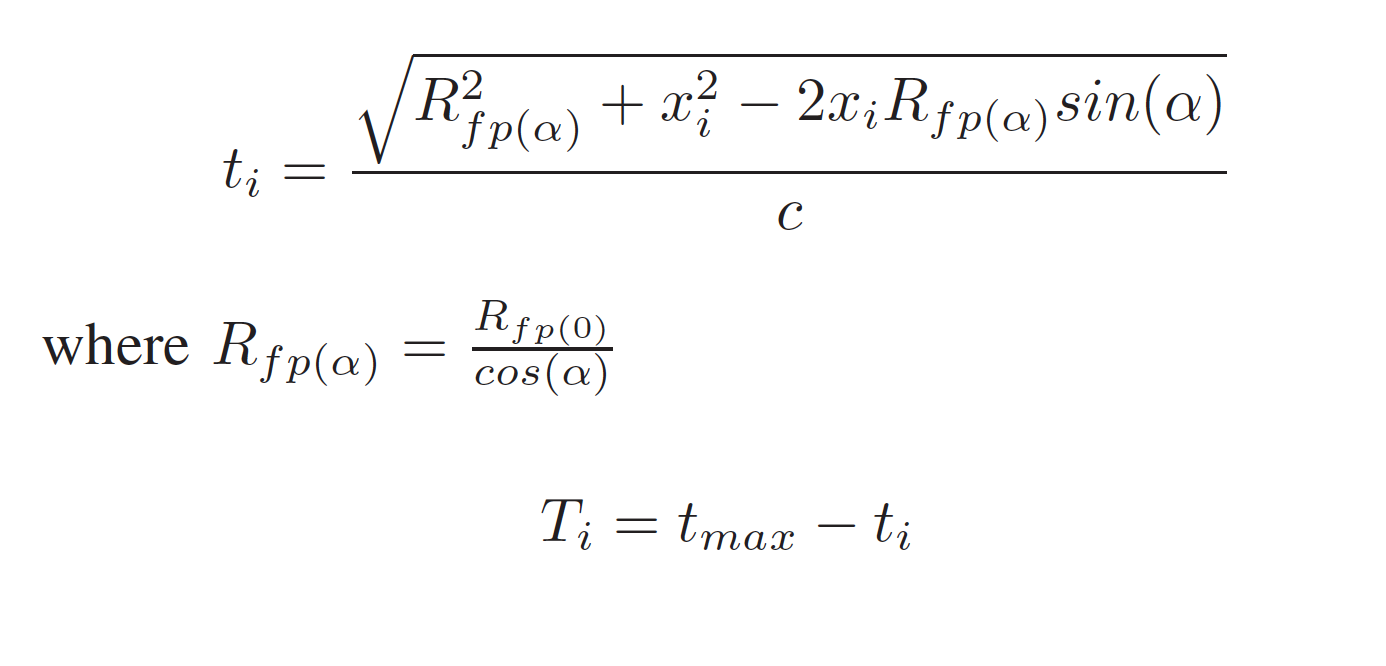 $t_i = \frac{\sqrt{R_{fp(\alpha)}^2 + x_i^2 - 2x_i R_{fp(\alpha)} sin(\alpha)}}{c}$
where $R_{fp(\alpha)} = \frac{R_{fp(0)}}{cos(\alpha)}$
$T_i = t_{max} - t_i$